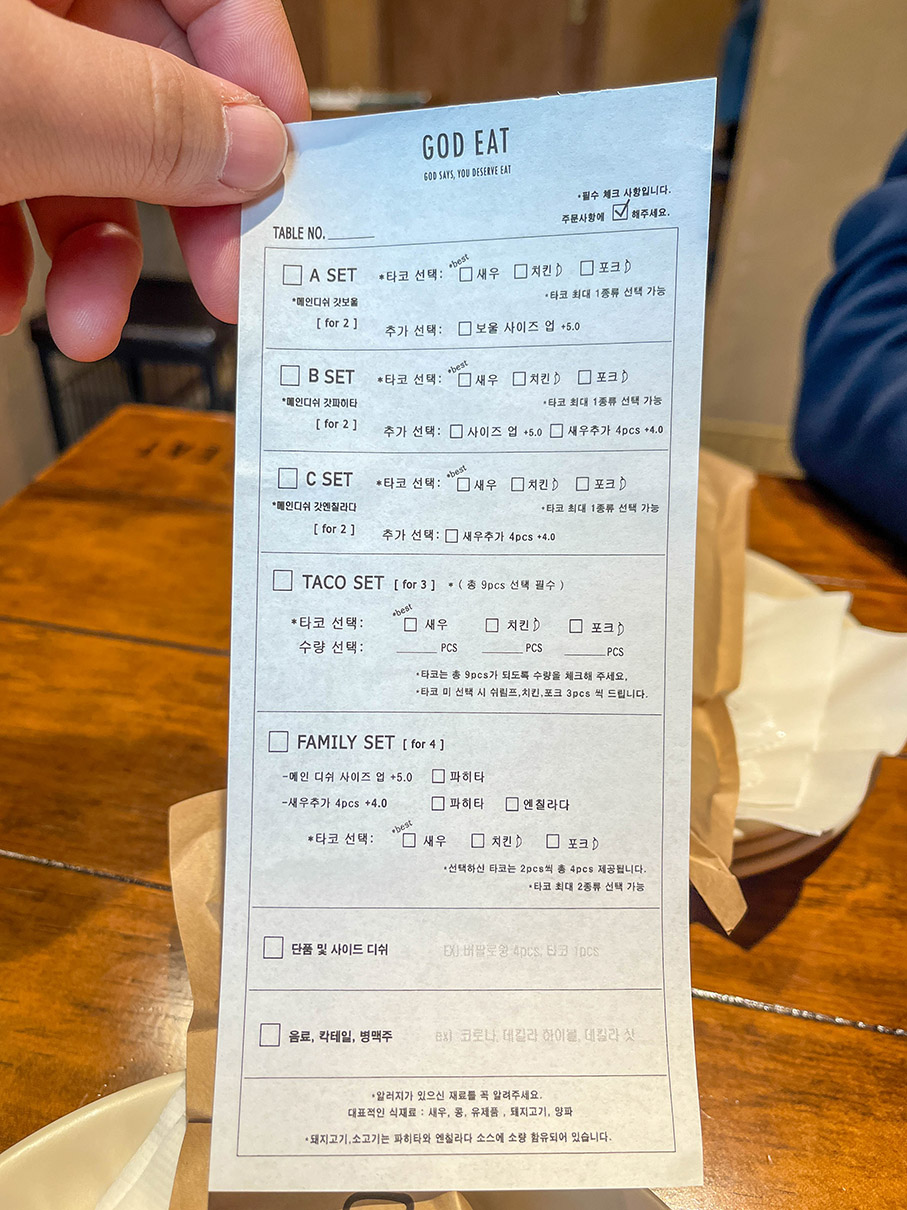 GOD EAT
GOD SAYS, YOU DESERVE EAT
*필수 체크 사항입니다.
주문사항에 ☑ 해주세요.
TABLE NO.______
☐ A SET *타코 선택: *best ☐ 새우 ☐ 치킨 ☐ 포크
*메인디쉬 갓보울 *타코 최대 1종류 선택 가능
[ for 2 ] 추가 선택: ☐ 보울 사이즈 업 +5.0
☐ B SET *타코 선택: *best ☐ 새우 ☐ 치킨 ☐ 포크
*메인디쉬 갓파히타 *타코 최대 1종류 선택 가능
[ for 2 ] 추가 선택: ☐ 사이즈 업 +5.0 ☐ 새우추가 4pcs +4.0
☐ C SET *타코 선택: *best ☐ 새우 ☐ 치킨 ☐ 포크
*메인디쉬 갓엔칠라다 *타코 최대 1종류 선택 가능
[ for 2 ] 추가 선택: ☐ 새우추가 4pcs +4.0
☐ TACO SET [ for 3 ] * ( 총 9pcs 선택 필수 )
*타코 선택: *best ☐ 새우 ☐ 치킨 ☐ 포크
수량 선택: ______ PCS ______ PCS ______ PCS
*타코는 총 9pcs가 되도록 수량을 체크해 주세요,
*타코 미 선택 시 쉬림프,치킨,포크 3pcs 씩 드립니다.
☐ FAMILY SET [ for 4 ]
-메인 디쉬 사이즈 업 +5.0 ☐ 파히타
-새우추가 4pcs +4.0 ☐ 파히타 ☐ 엔칠라다
*타코 선택: *best ☐ 새우 ☐ 치킨 ☐ 포크
*선택하신 타코는 2pcs씩 총 4pcs 제공됩니다.
*타코 최대 2종류 선택 가능
☐ 단품 및 사이드 디쉬 EX) 버팔로윙 4pcs, 타코 1pcs
☐ 음료, 칵테일, 병맥주 ex) 코로나, 데킬라 하이볼, 데킬라 샷
*알러지가 있으신 재료를 꼭 알려주세요.
대표적인 식재료 : 새우, 콩, 유제품 , 돼지고기, 양파
*돼지고기,소고기는 파히타와 엔칠라다 소스에 소량 함유되어 있습니다.
EAT